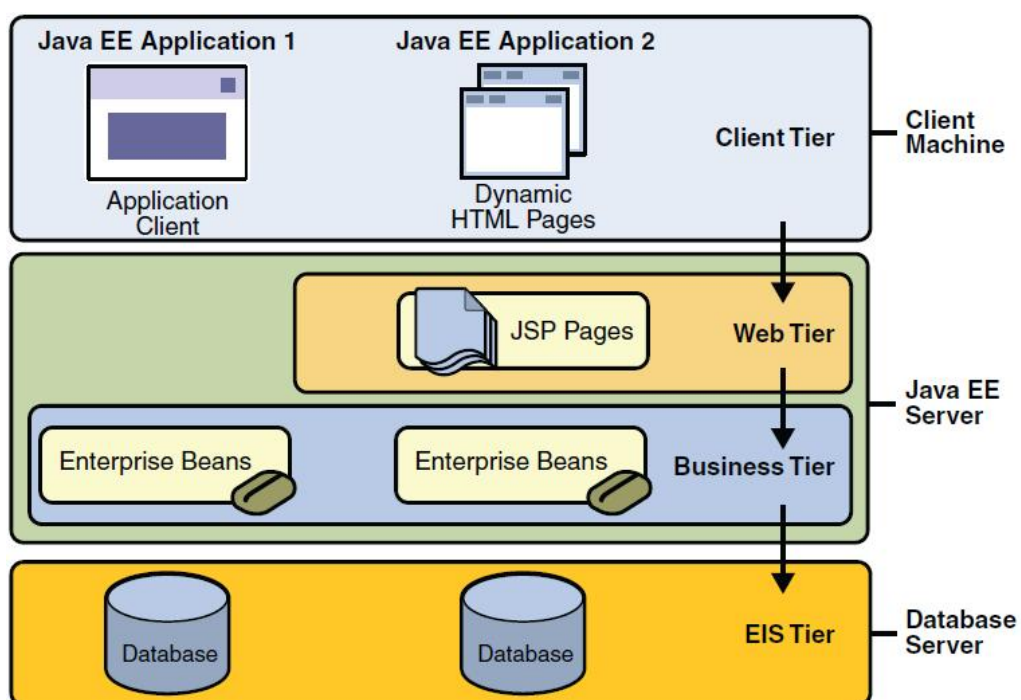 Java EE Application 1
Java EE Application 2
Application
Client
Dynamic
HTML Pages
Client Tier
Client
Machine
JSP Pages
Web Tier
Java EE
Server
Enterprise Beans
Enterprise Beans
Business Tier
Database
Database
EIS Tier
Database
Server